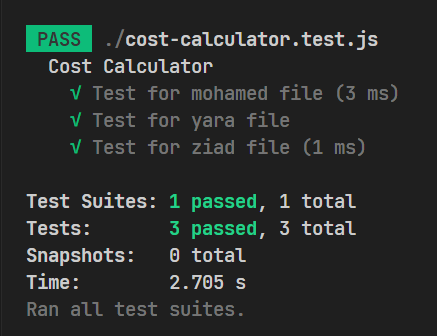 PASS ./cost-calculator.test.js
Cost Calculator
√ Test for mohamed file (3 ms)
√ Test for yara file
√ Test for ziad file (1 ms)
Test Suites: 1 passed, 1 total
Tests: 3 passed, 3 total
Snapshots: 0 total
Time: 2.705 s
Ran all test suites.